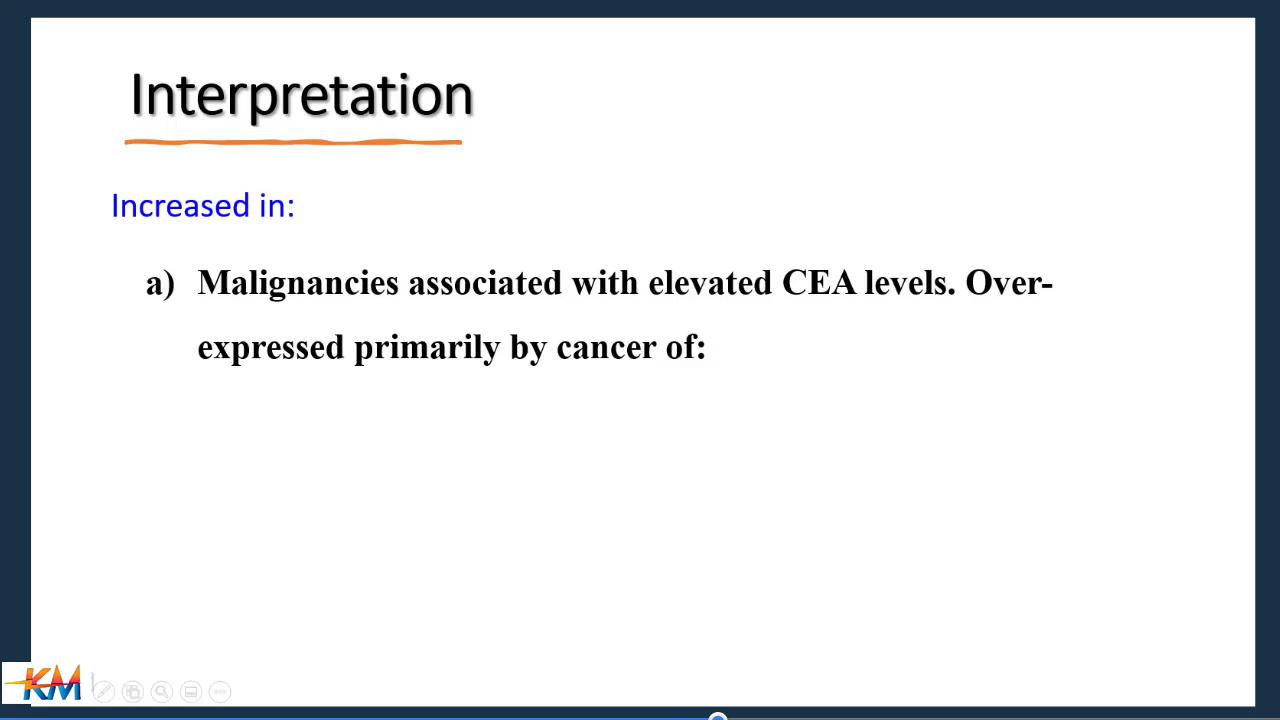 Interpretation
Increased in:
a) Malignancies associated with elevated CEA levels. Over-
expressed primarily by cancer of:
KM